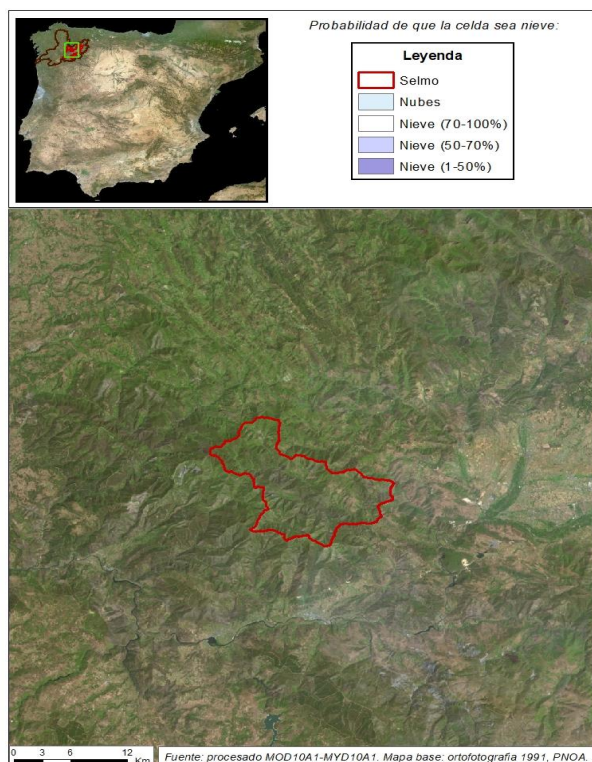 Probabilidad de que la celda sea nieve:
Leyenda
Selmo
Nubes
Nieve (70-100%)
Nieve (50-70%)
Nieve (1-50%)
0 3 6 12
Km
Fuente: procesado MOD10A1-MYD10A1. Mapa base: ortofotografia 1991, PNOA.